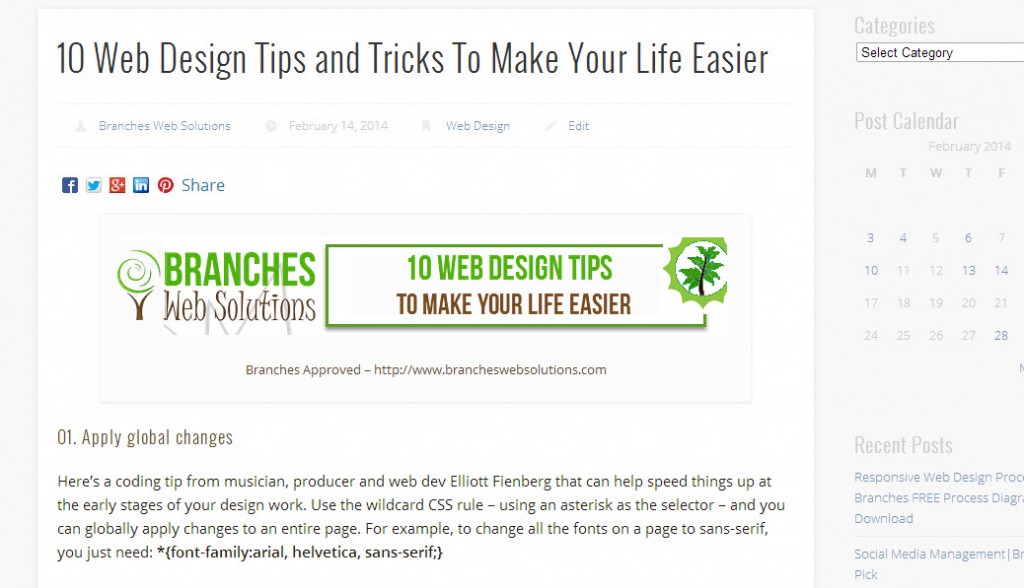 10 Web Design Tips and Tricks To Make Your Life Easier
Branches Web Solutions February 14, 2014 Web Design Edit
Share
BRANCHES
Web Solutions
10 WEB DESIGN TIPS
TO MAKE YOUR LIFE EASIER
Branches Approved – http://www.brancheswebsolutions.com
01. Apply global changes
Here's a coding tip from musician, producer and web dev Elliott Fienberg that can help speed things up at
the early stages of your design work. Use the wildcard CSS rule – using an asterisk as the selector – and you
can globally apply changes to an entire page. For example, to change all the fonts on a page to sans-serif,
you just need: *{font-family:arial, helvetica, sans-serif;}
Categories
Select Category
Post Calendar
February 2014
M T W T F
3 4 5 6 7
10 11 12 13 14
17 18 19 20 21
24 25 26 27 28
Recent Posts
Responsive Web Design
Branches FREE Process
Download
Social Media Management|
Pick